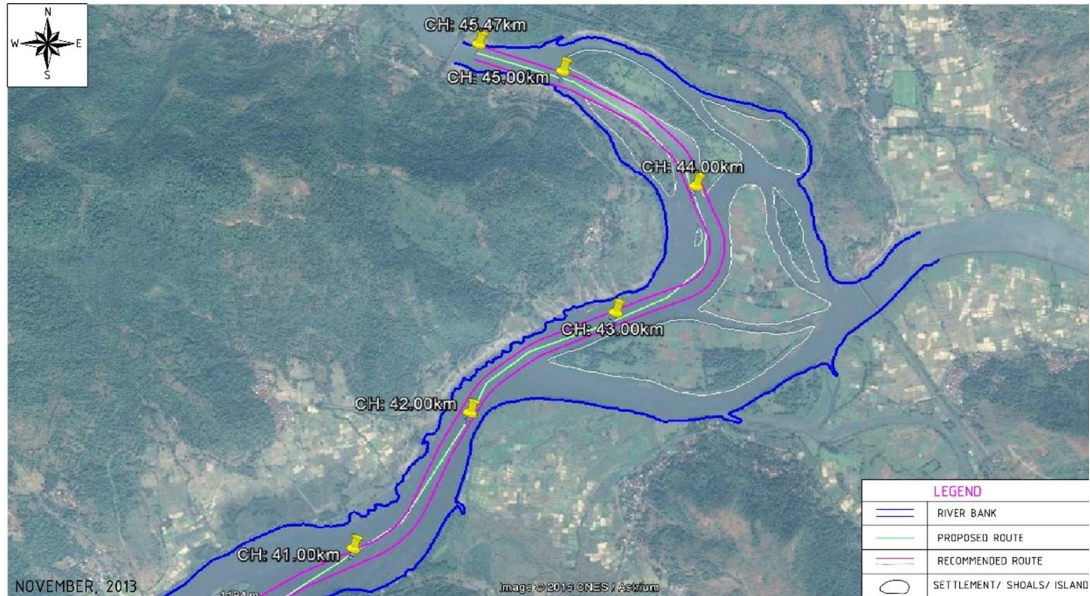 N
W E
S
CH: 45.47km
CH: 45.00km
CH: 44.00km
CH: 43.00km
CH: 42.00km
CH: 41.00km
LEGEND
RIVER BANK
PROPOSED ROUTE
RECOMMENDED ROUTE
SETTLEMENT/ SHOALS/ ISLAND
NOVEMBER, 2013
Image © 2015 CNES / Astrium